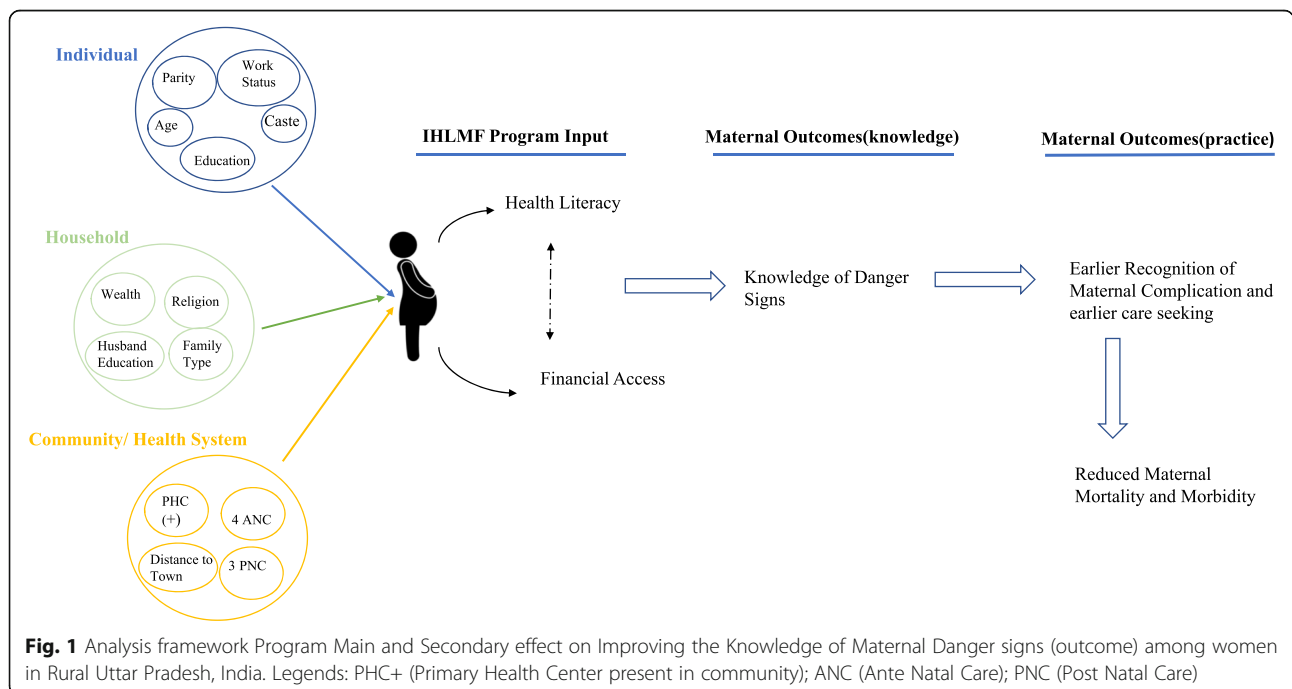 Individual
Parity
Work
Status
Age
Caste
Education
Household
Wealth
Religion
Husband
Education
Family
Type
Community/ Health System
PHC
(+)
4 ANC
Distance to
Town
3 PNC
IHLMF Program Input
Health Literacy
Financial Access
Maternal Outcomes(knowledge)
Knowledge of Danger
Signs
Maternal Outcomes(practice)
Earlier Recognition of
Maternal Complication and
earlier care seeking
Reduced Maternal
Mortality and Morbidity
Fig. 1 Analysis framework Program Main and Secondary effect on Improving the Knowledge of Maternal Danger signs (outcome) among women
in Rural Uttar Pradesh, India. Legends: PHC+ (Primary Health Center present in community); ANC (Ante Natal Care); PNC (Post Natal Care)